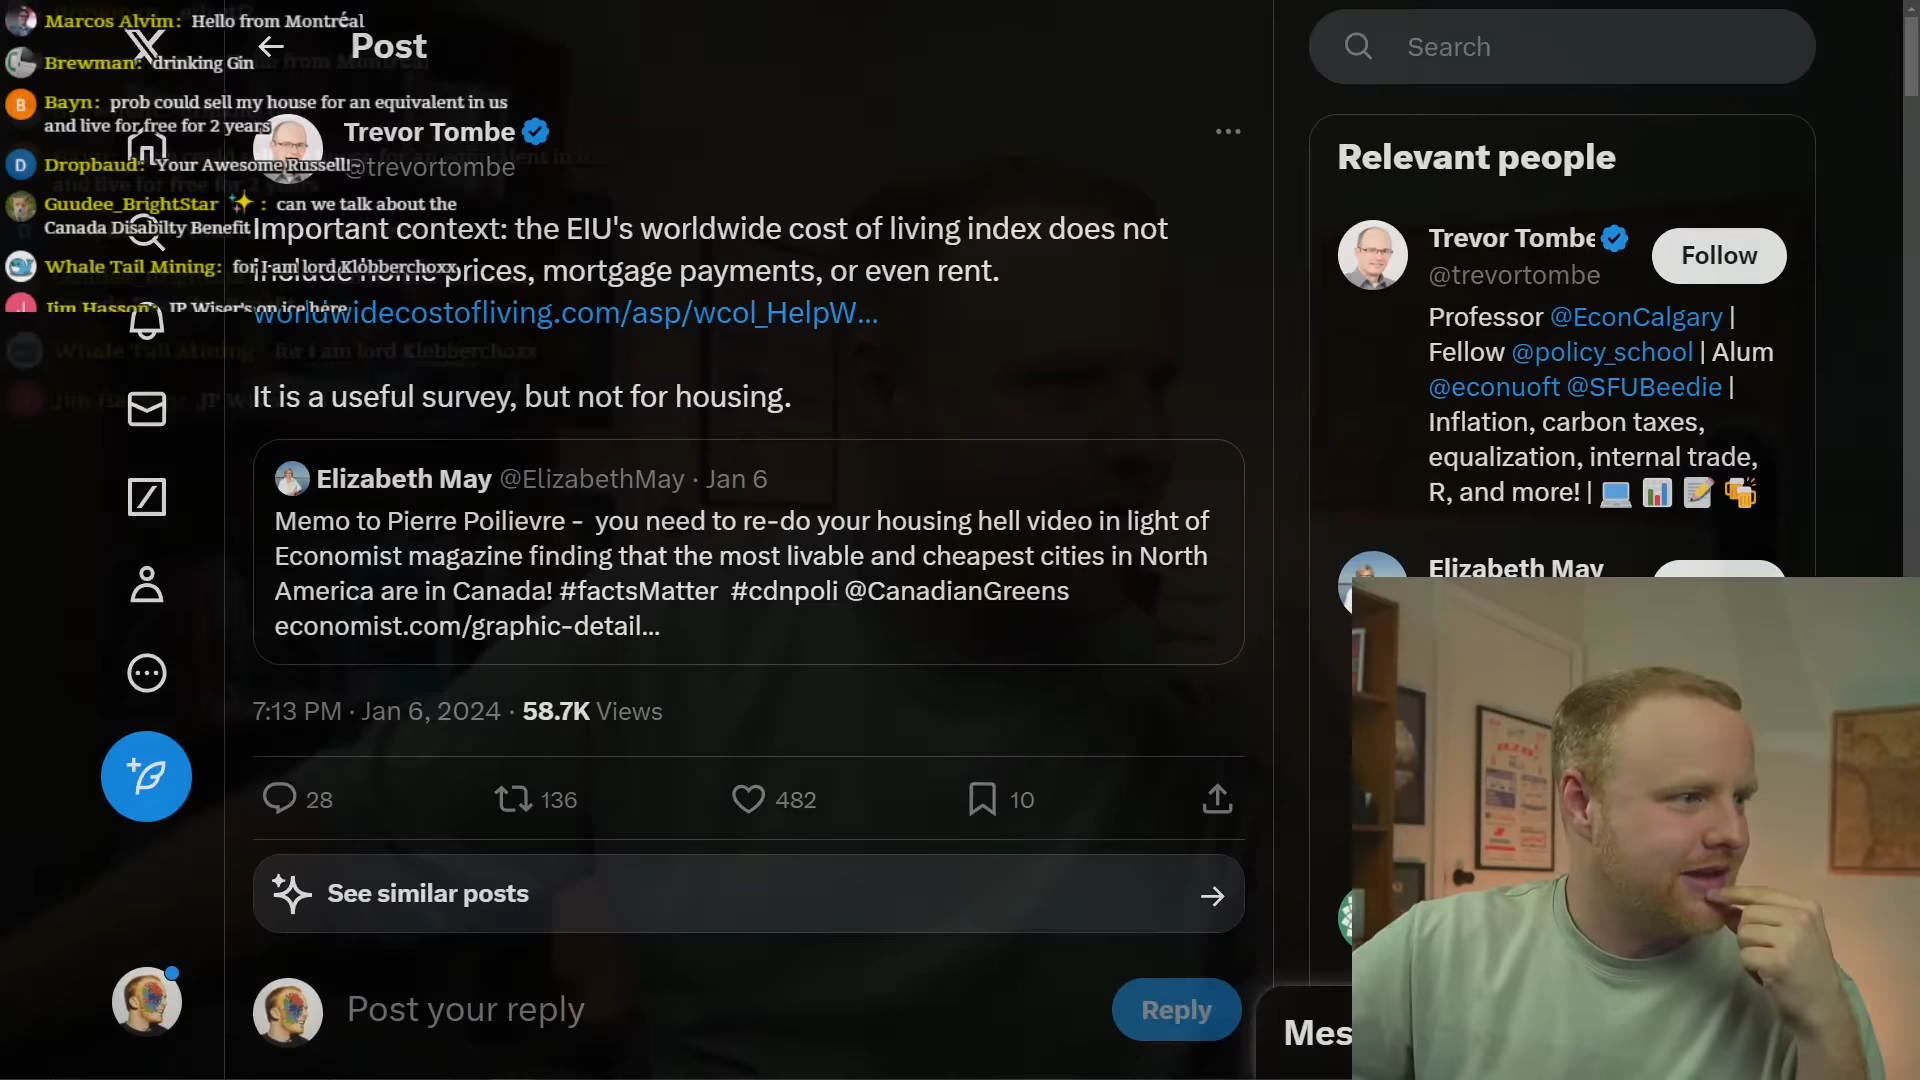 Marcos Alvim: Hello from Montréal
Brewman: drinking Gin
Bayn: prob could sell my house for an equivalent in us
and live for free for 2 years
Dropbaud: Your Awesome Russell!
Guudee_BrightStar ✨: can we talk about the
Canada Disabilty Benefit
Whale Tail Mining: for I am lord Klobberchoxx
Jim Hasson: JP Wiser's on ice here
Post
Trevor Tombe
@trevortombe
Important context: the EIU's worldwide cost of living index does not
include home prices, mortgage payments, or even rent.
worldwidecostofliving.com/asp/wcol_HelpW...
It is a useful survey, but not for housing.
Elizabeth May @ElizabethMay · Jan 6
Memo to Pierre Poilievre - you need to re-do your housing hell video in light of
Economist magazine finding that the most livable and cheapest cities in North
America are in Canada! #factsMatter #cdnpoli @CanadianGreens
economist.com/graphic-detail...
7:13 PM · Jan 6, 2024 · 58.7K Views
28 136 482 10
See similar posts
Post your reply
Reply
Search
Relevant people
Trevor Tombe
@trevortombe
Follow
Professor @EconCalgary |
Fellow @policy_school | Alum
@econuoft @SFUBeedie |
Inflation, carbon taxes,
equalization, internal trade,
R, and more! |
Elizabeth May
Mes